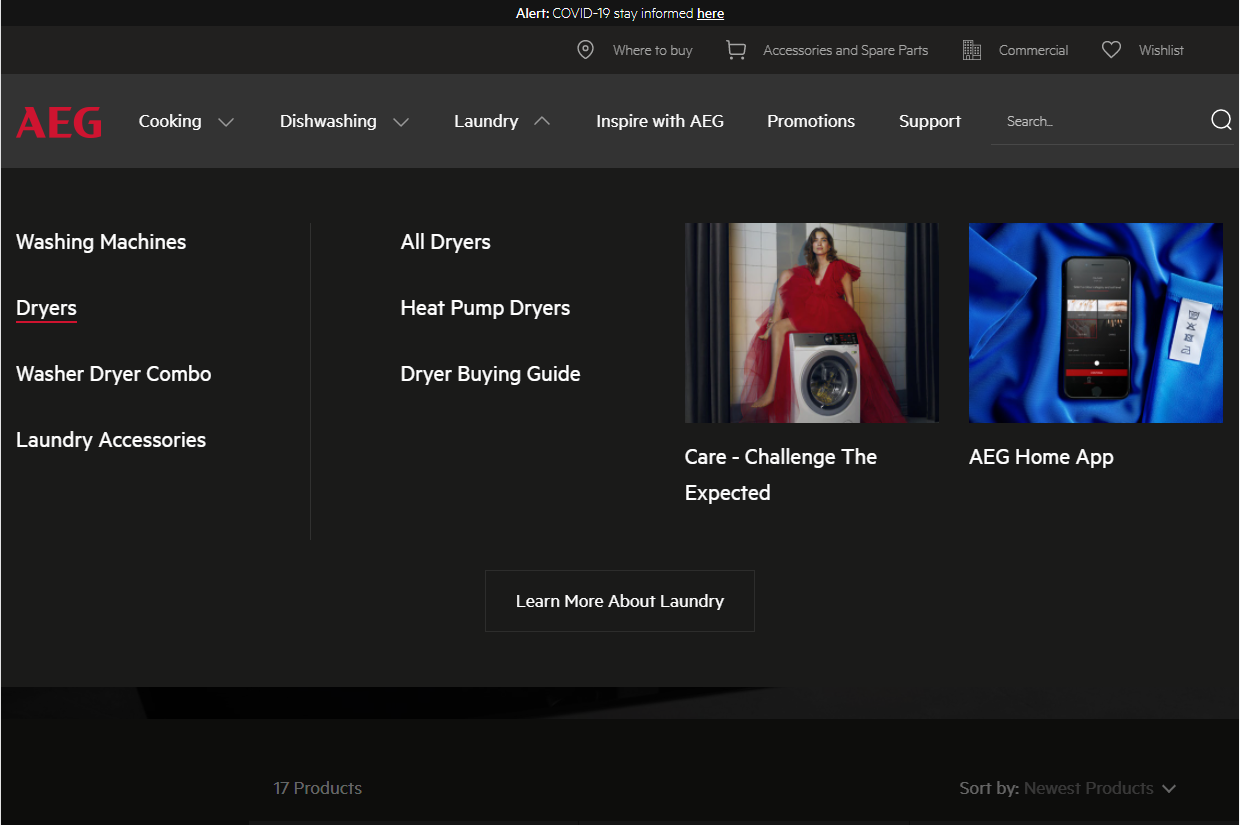 Alert: COVID-19 stay informed here
Where to buy
Accessories and Spare Parts
Commercial
Wishlist
AEG
Cooking
Dishwashing
Laundry
Inspire with AEG
Promotions
Support
Search...
Washing Machines
Dryers
Washer Dryer Combo
Laundry Accessories
All Dryers
Heat Pump Dryers
Dryer Buying Guide
Care - Challenge The
Expected
AEG Home App
Learn More About Laundry
17 Products
Sort by: Newest Products